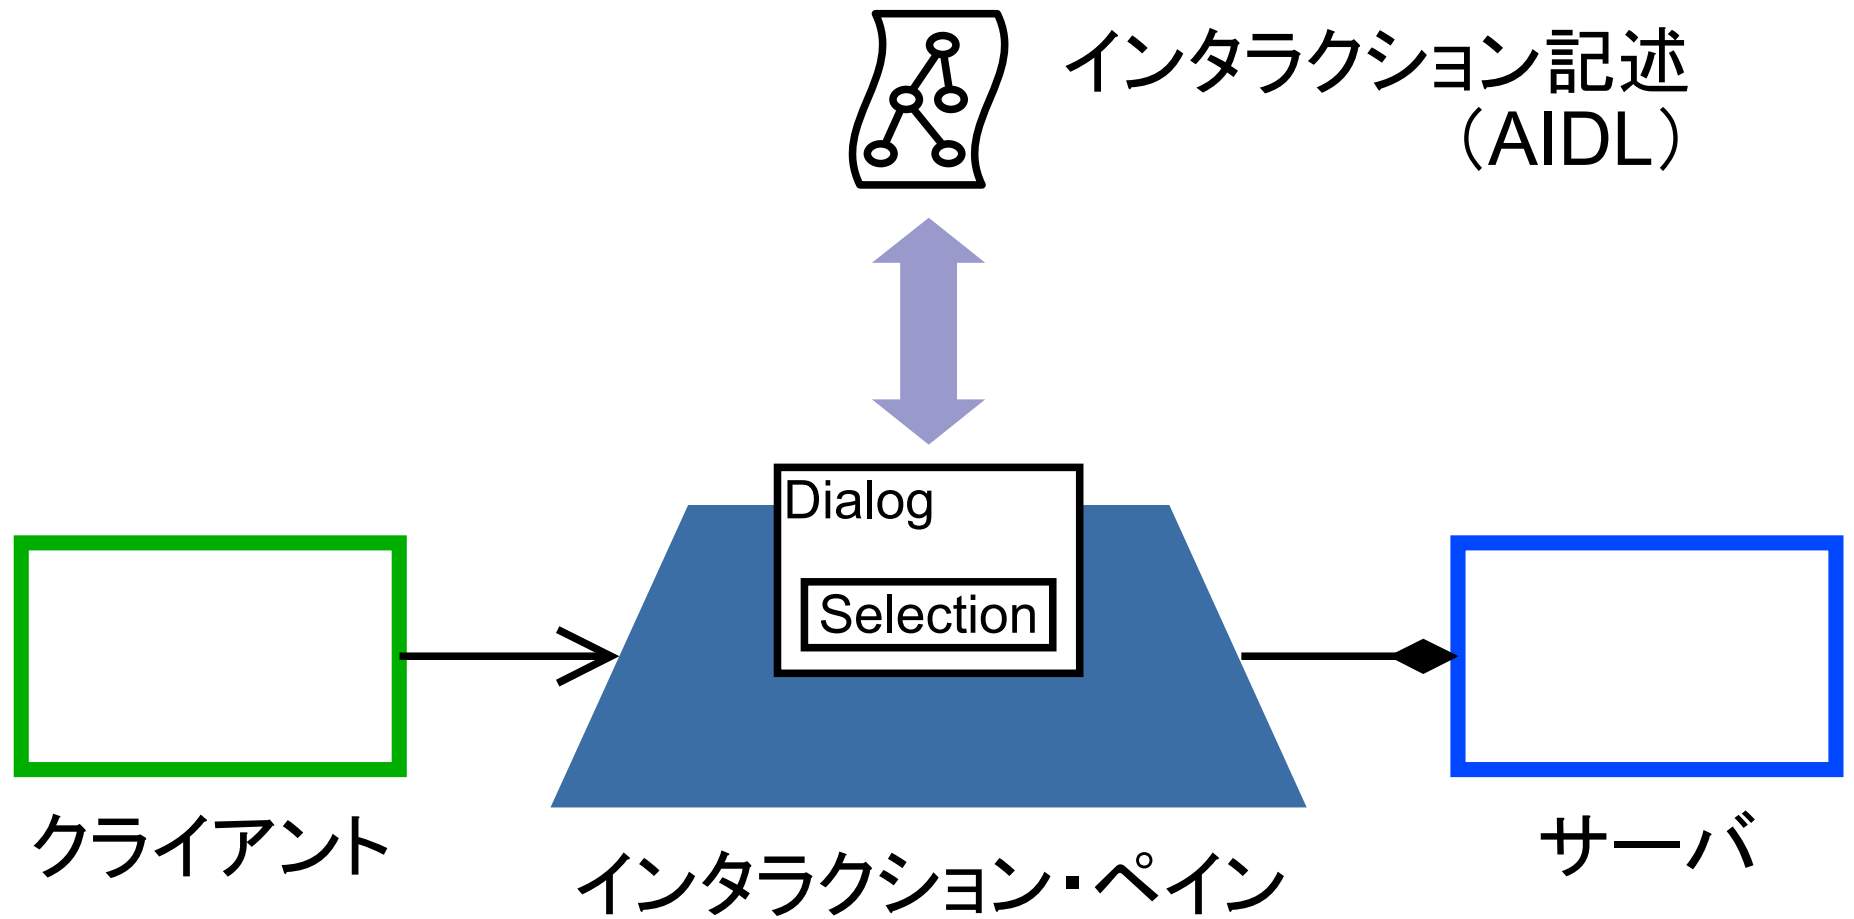 インタラクション記述
（AIDL）
Dialog
Selection
クライアント
インタラクション・ペイン
サーバ